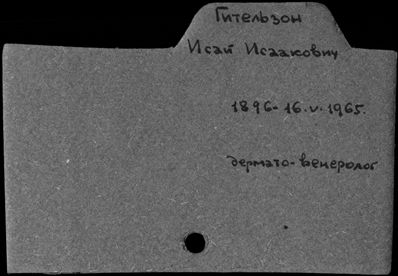 Гительзон
Исай Исаакович
1896-16.V.1965.
дермато-венеролог